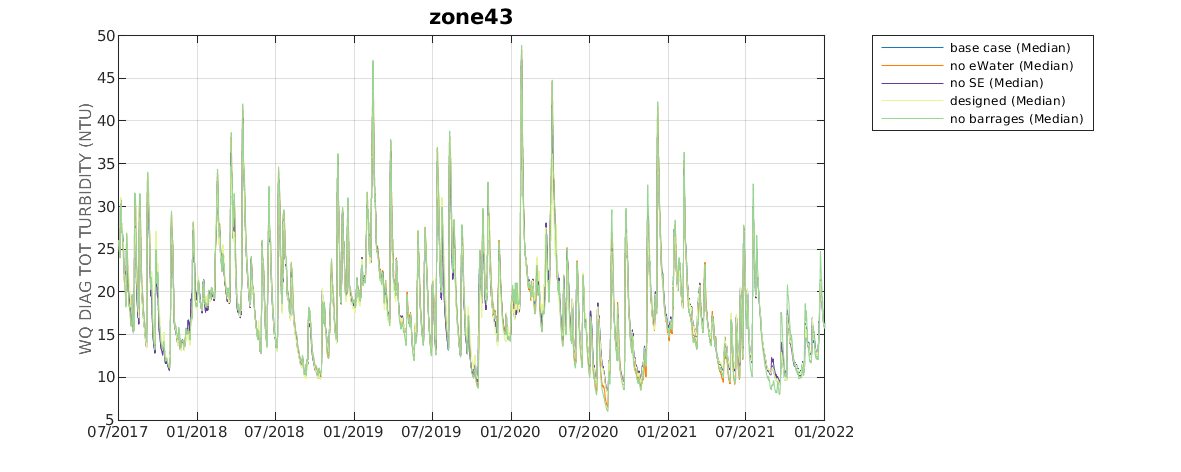 zone43
WQ DIAG TOT TURBIDITY (NTU)
50
45
40
35
30
25
20
15
10
5
07/2017 01/2018 07/2018 01/2019 07/2019 01/2020 07/2020 01/2021 07/2021 01/2022
base case (Median)
no eWater (Median)
no SE (Median)
designed (Median)
no barrages (Median)